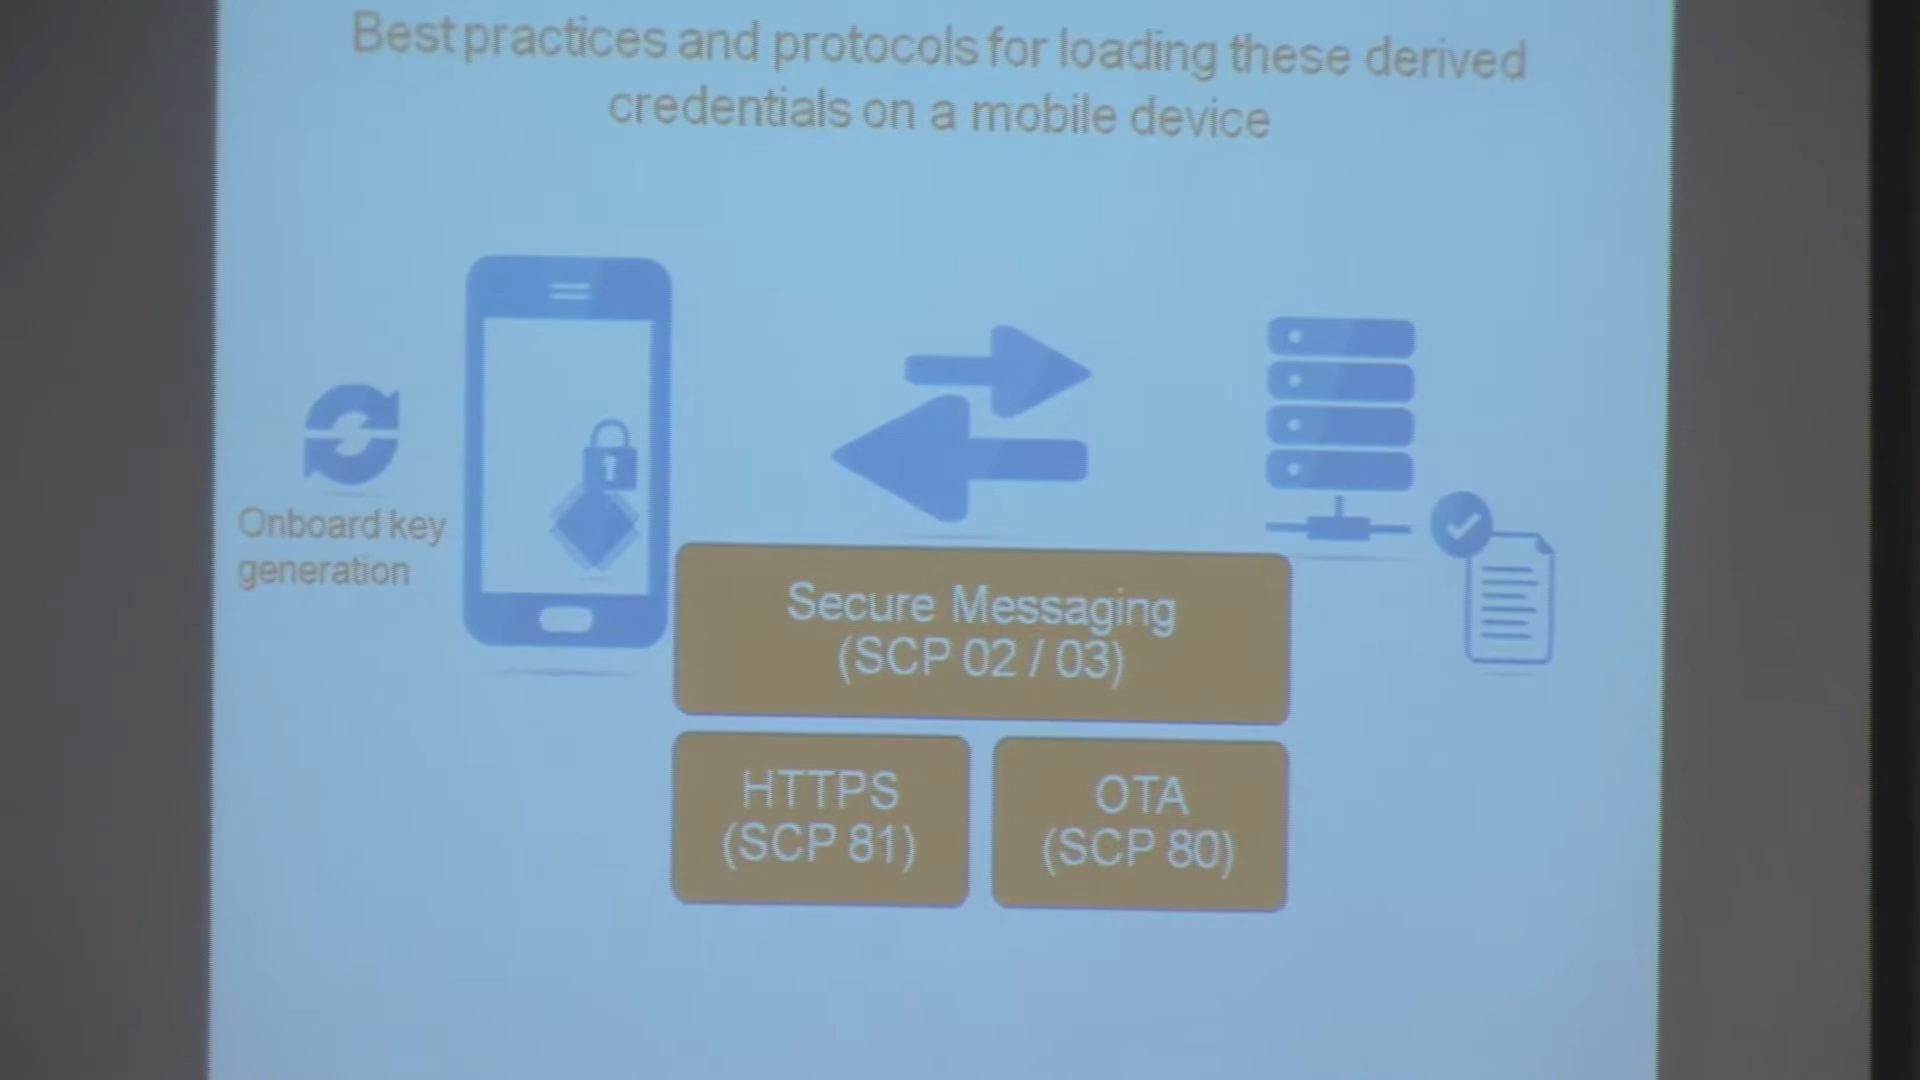 Best practices and protocols for loading these derived
credentials on a mobile device
Onboard key
generation
Secure Messaging
(SCP 02 / 03)
HTTPS
(SCP 81)
OTA
(SCP 80)